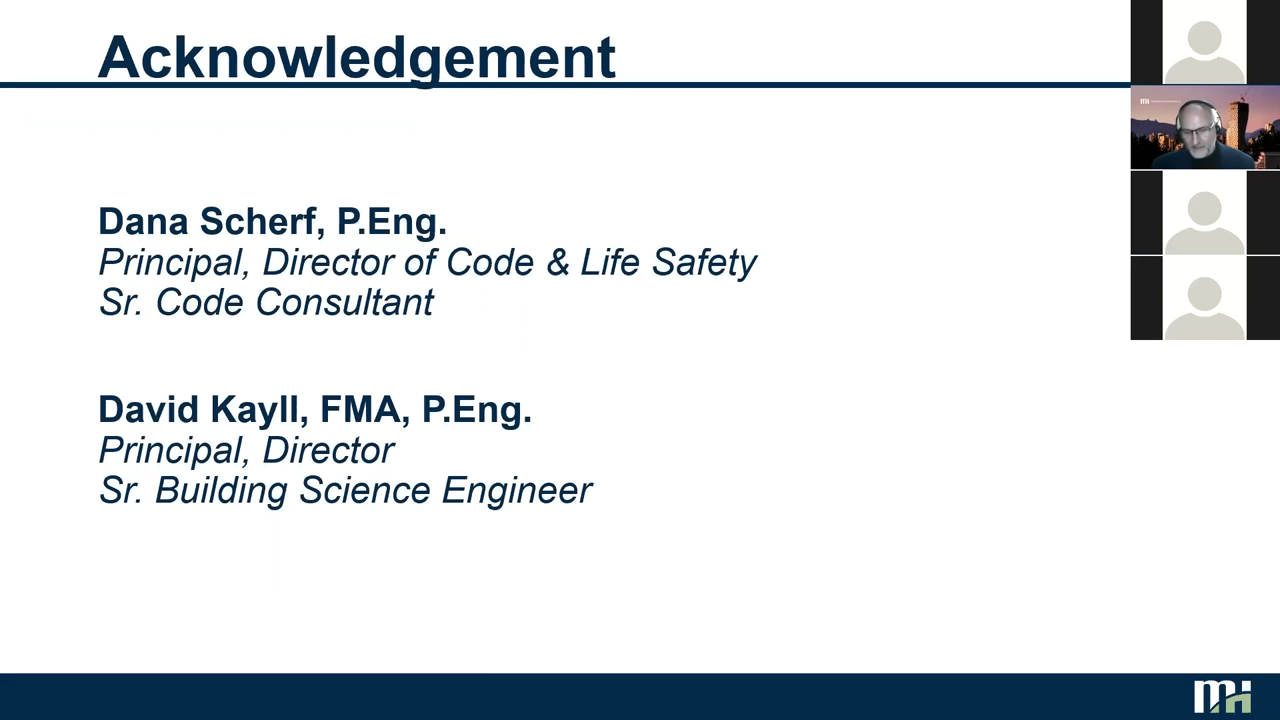 Acknowledgement
Dana Scherf, P.Eng.
Principal, Director of Code & Life Safety
Sr. Code Consultant
David Kayll, FMA, P.Eng.
Principal, Director
Sr. Building Science Engineer
mh